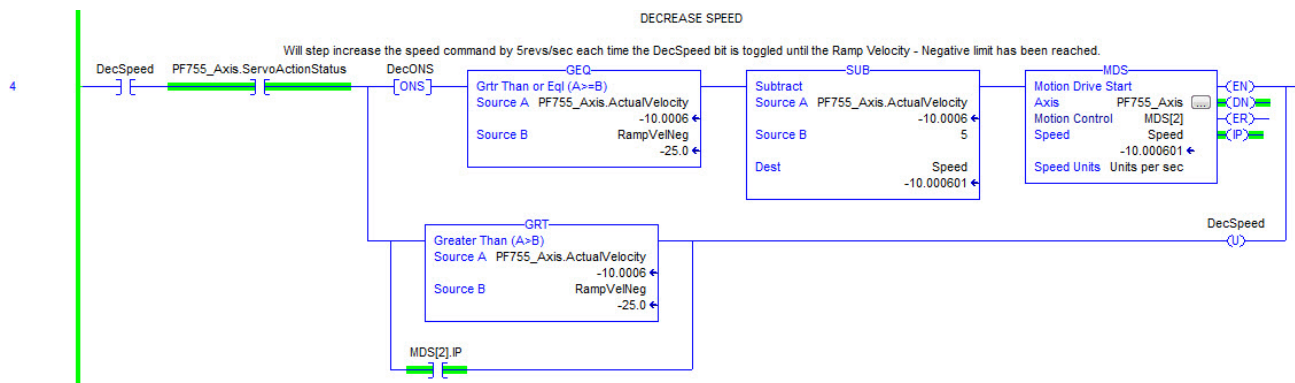 DECREASE SPEED
Will step increase the speed command by 5revs/sec each time the DecSpeed bit is toggled until the Ramp Velocity - Negative limit has been reached.
4
DecSpeed
PF755_Axis.ServoActionStatus
DecONS
ONS
GEQ
Grtr Than or Eql (A>=B)
Source A PF755_Axis.ActualVelocity
-10.0006
Source B RampVelNeg
-25.0
SUB
Subtract
Source A PF755_Axis.ActualVelocity
-10.0006
Source B 5
Dest Speed
-10.000601
MDS
Motion Drive Start
Axis PF755_Axis ...
Motion Control MDS[2]
Speed Speed
-10.000601
Speed Units Units per sec
EN
DN
ER
IP
GRT
Greater Than (A>B)
Source A PF755_Axis.ActualVelocity
-10.0006
Source B RampVelNeg
-25.0
DecSpeed
U
MDS[2].IP